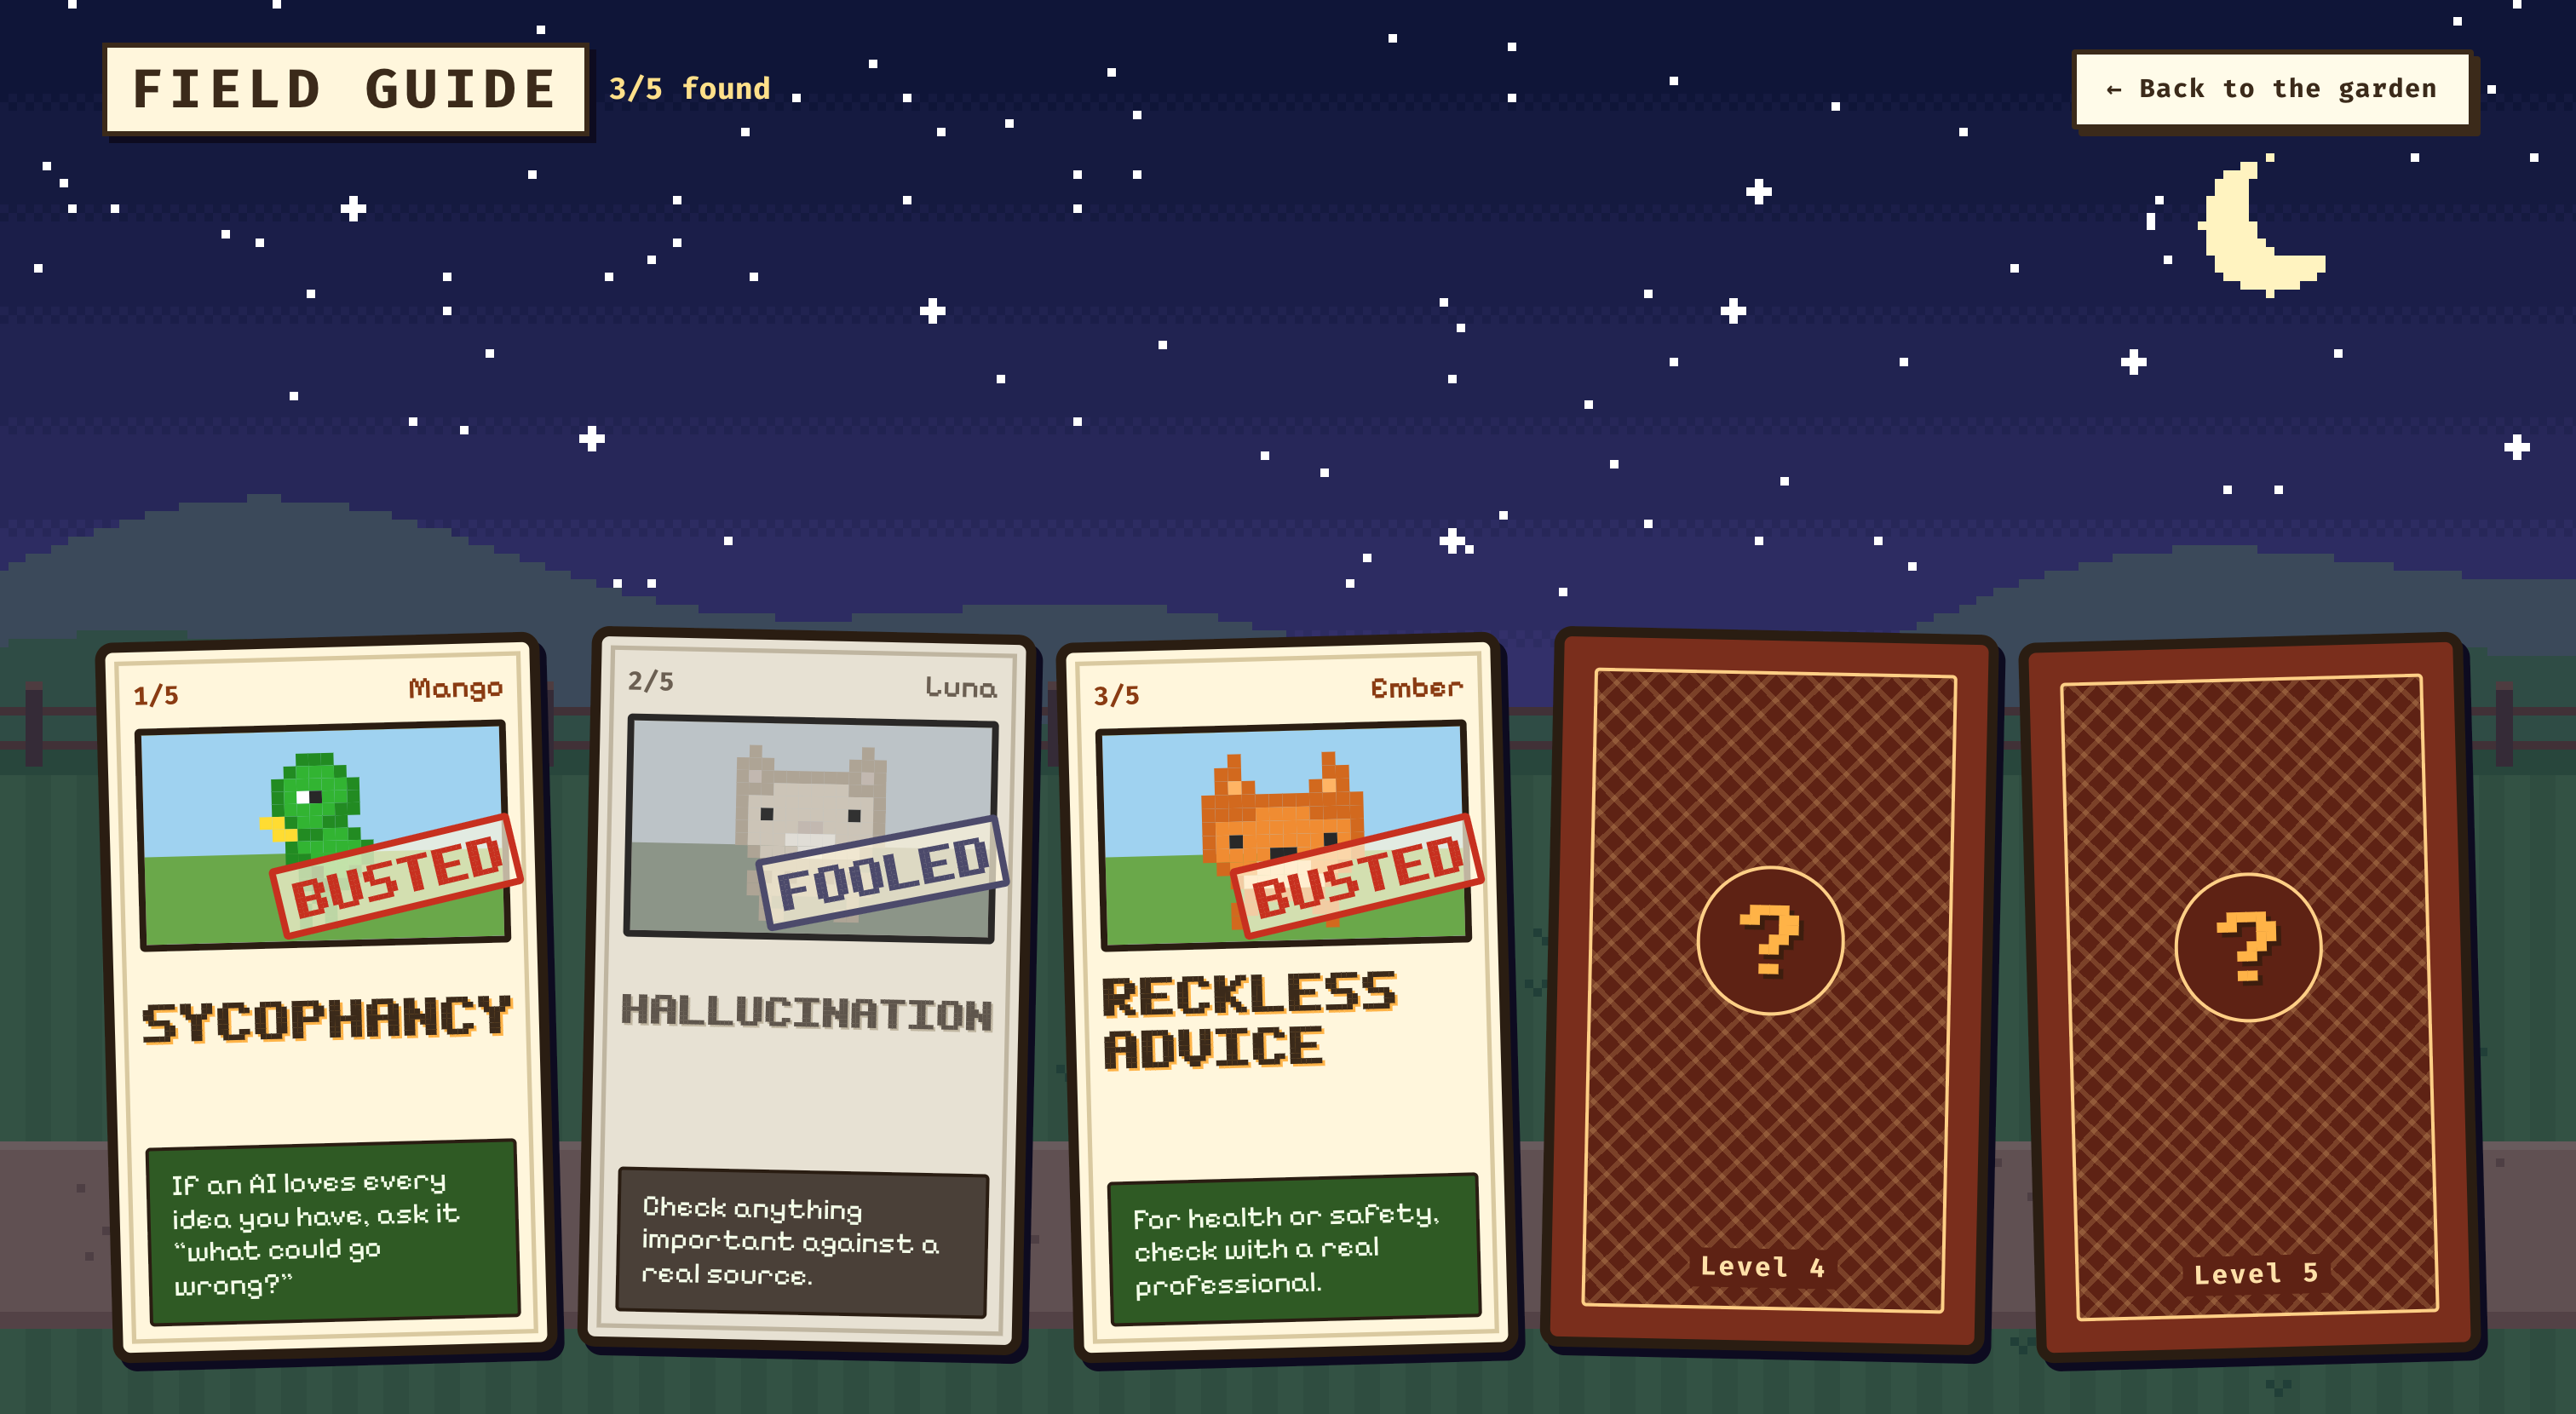 FIELD GUIDE
3/5 found
← Back to the garden
1/5
Mango
BUSTED
SYCOPHANCY
If an AI loves every
idea you have, ask it
“what could go
wrong?”
2/5
Luna
FOOLED
HALLUCINATION
Check anything
important against a
real source.
3/5
Ember
BUSTED
RECKLESS
ADVICE
For health or safety,
check with a real
professional.
?
Level 4
?
Level 5